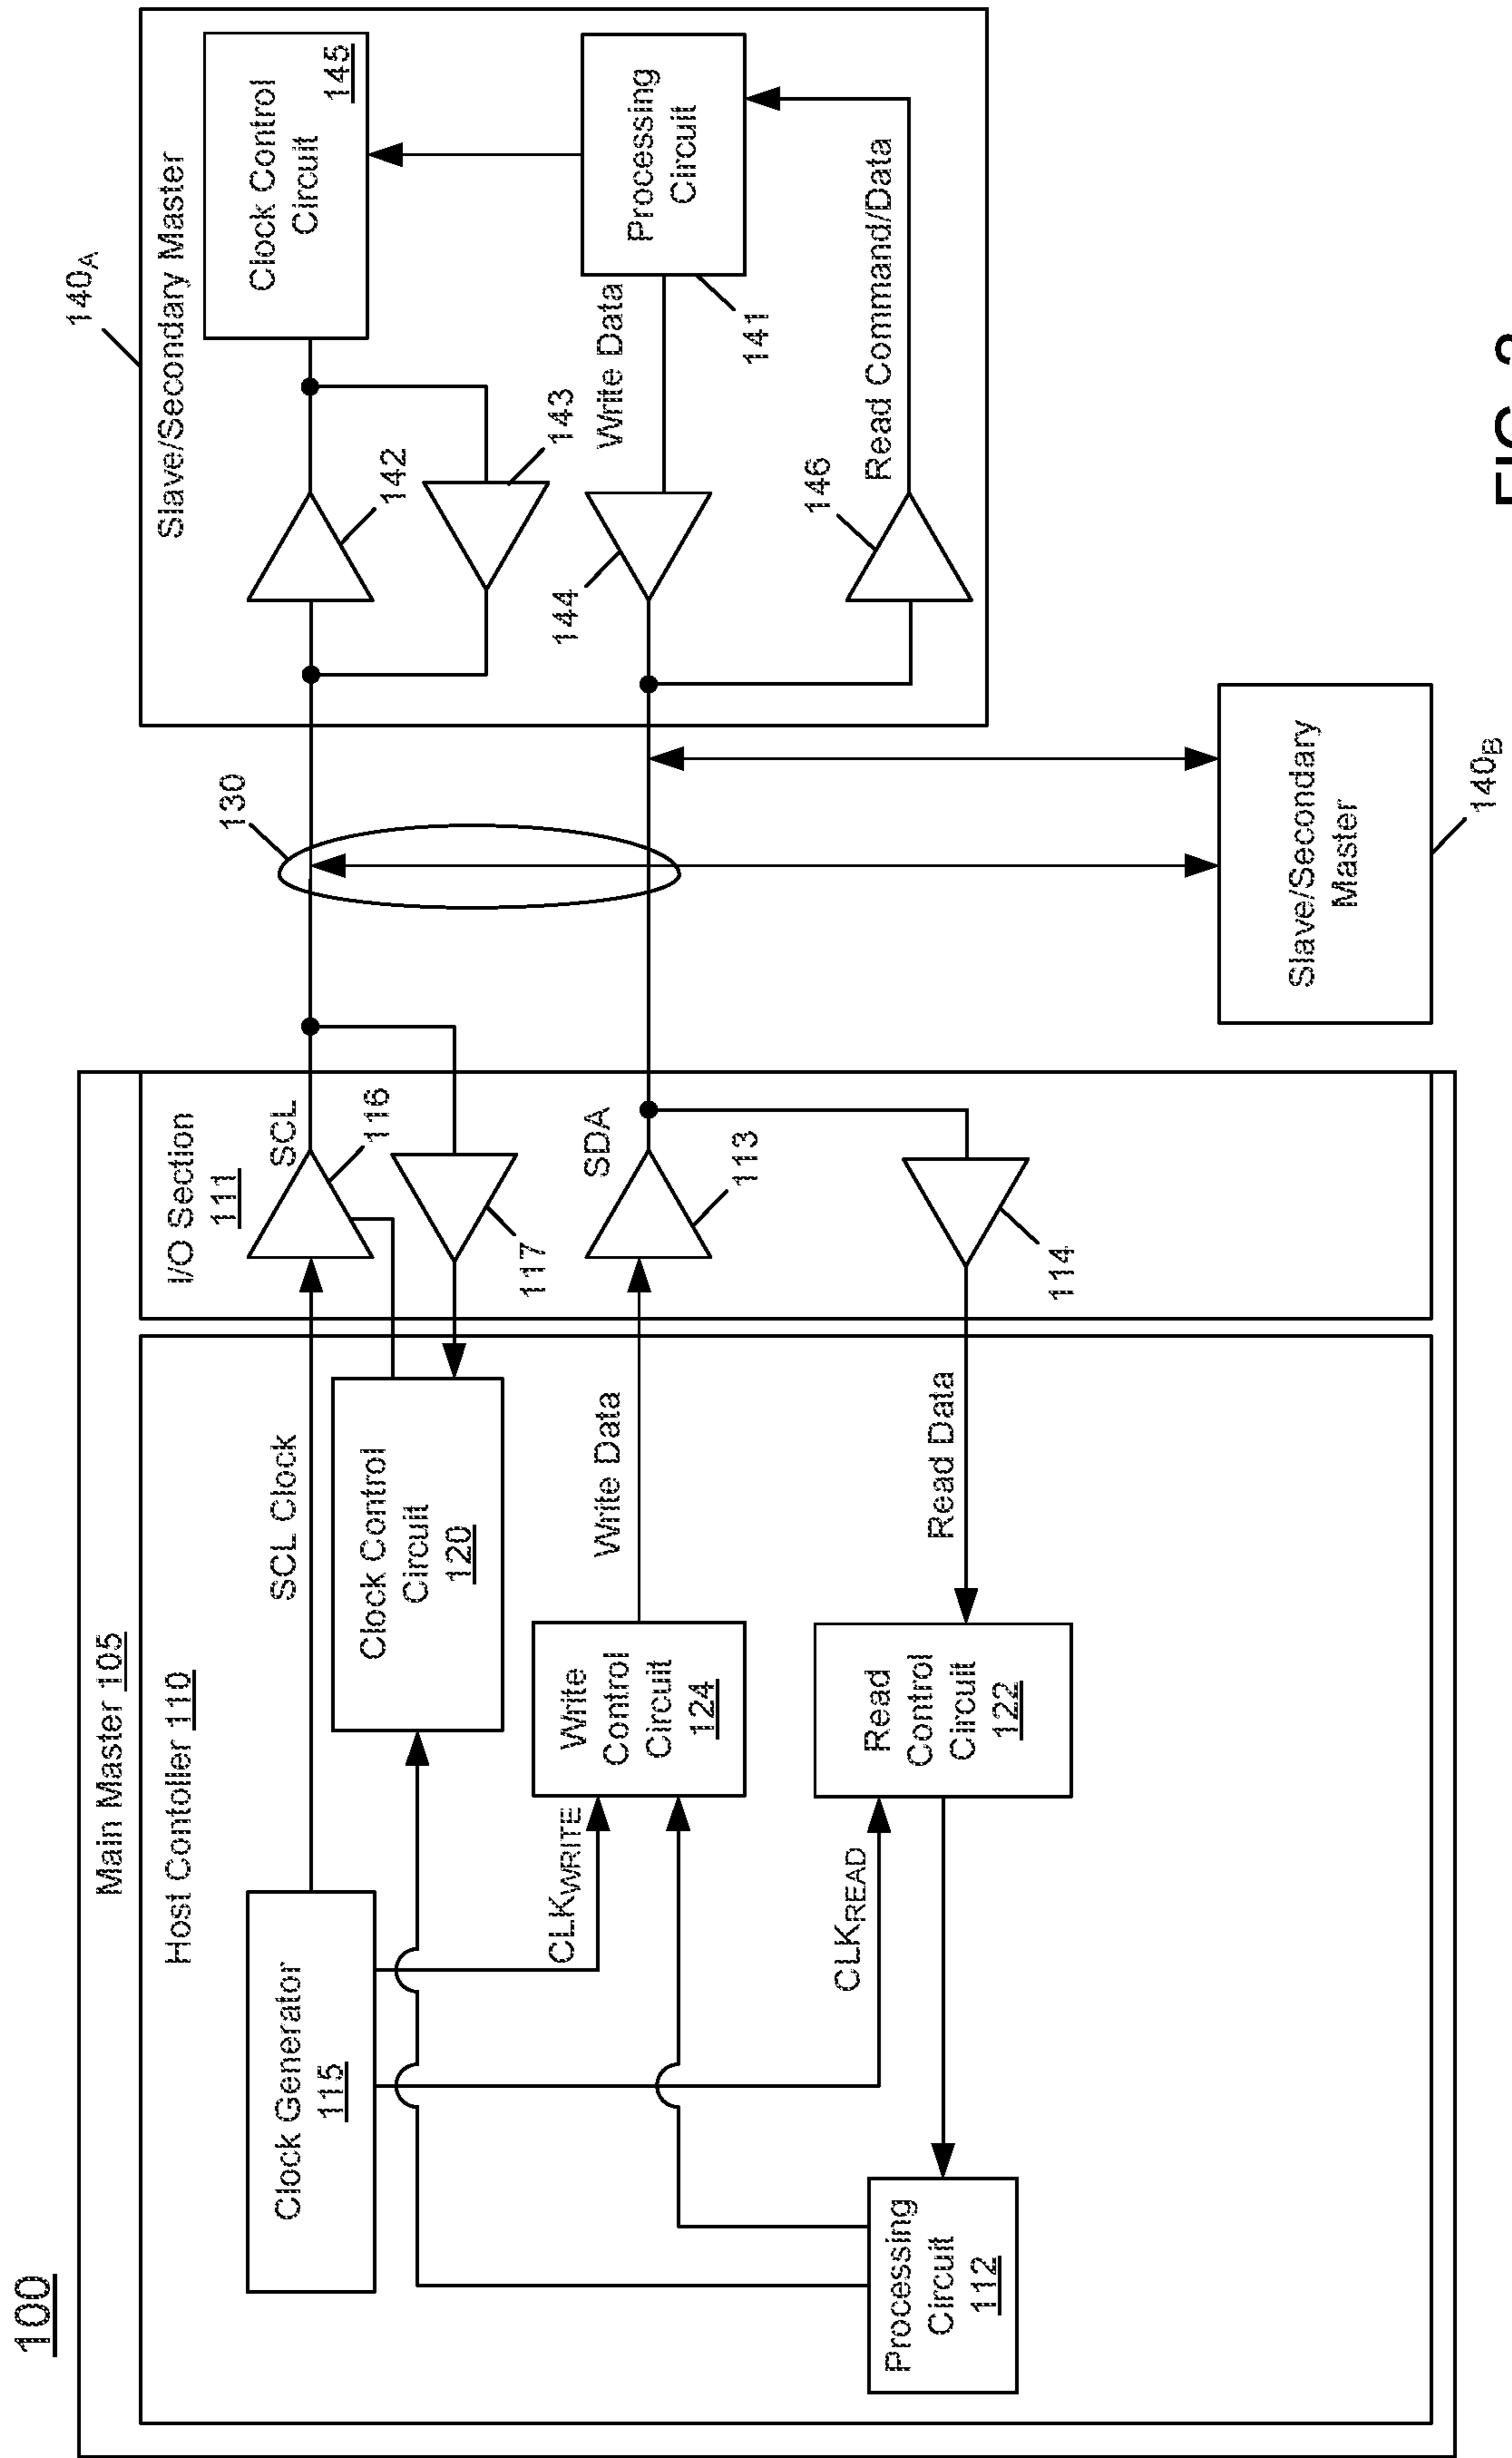 100
Main Master 105
Host Contoller 110
Clock Generator
115
SCL Clock
Clock Control
Circuit
120
CLKWRITE
Write
Control
Circuit
124
Write Data
CLKREAD
Read
Control
Circuit
122
Read Data
Processing
Circuit
112
I/O Section
111
SCL
116
117
SDA
113
114
130
140A
Slave/Secondary Master
Clock Control
Circuit
145
142
143
Write Data
144
Processing
Circuit
141
146
Read Command/Data
Slave/Secondary
Master
140B